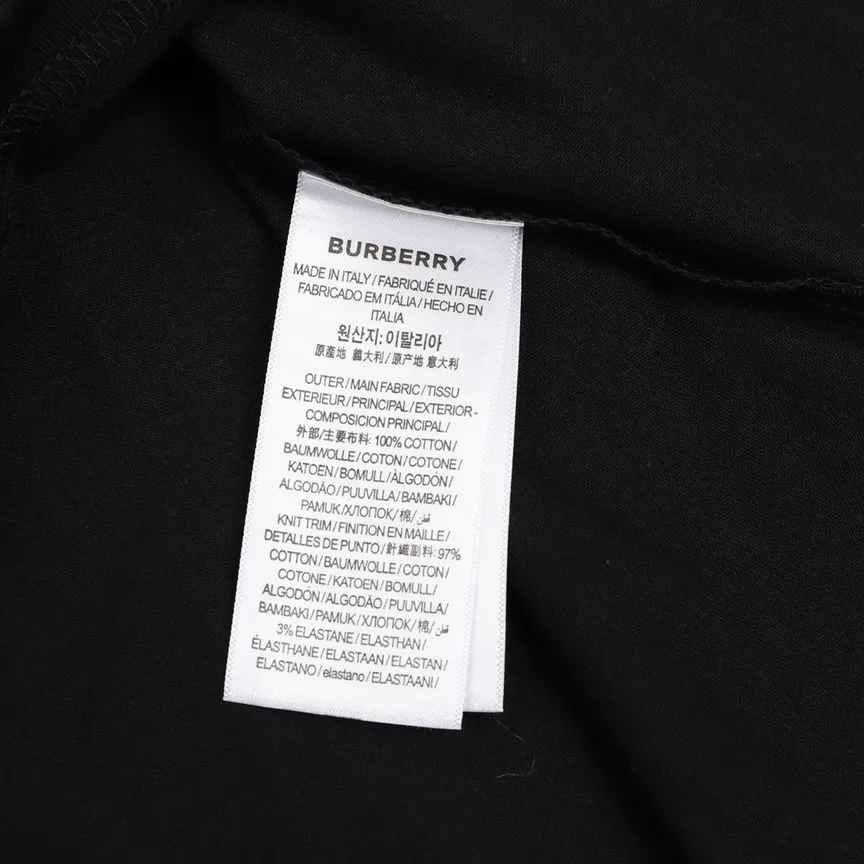 BURBERRY
MADE IN ITALY / FABRIQUÉ EN ITALIE /
FABRICADO EM ITÁLIA / HECHO EN
ITALIA
원산지: 이탈리아
原產地 義大利 / 原产地 意大利
OUTER / MAIN FABRIC / TISSU
EXTERIEUR / PRINCIPAL / EXTERIOR -
COMPOSICION PRINCIPAL /
外部/主要布料: 100% COTTON /
BAUMWOLLE / COTON / COTONE /
KATOEN / BOMULL / ÀLGODÓN /
ALGODÃO / PUUVILLA / BAMBAKI /
PAMUK / ХЛОПОК / 棉 / قطن
KNIT TRIM / FINITION EN MAILLE /
DETALLES DE PUNTO / 針織副料: 97%
COTTON / BAUMWOLLE / COTON /
COTONE / KATOEN / BOMULL /
ALGODÓN / ALGODÃO / PUUVILLA /
BAMBAKI / PAMUK / ХЛОПОК / 棉 / قطن
3% ELASTANE / ELASTHAN /
ÉLASTHANE / ELASTAAN / ELASTAN /
ELASTANO / elastano / ELASTAANI /